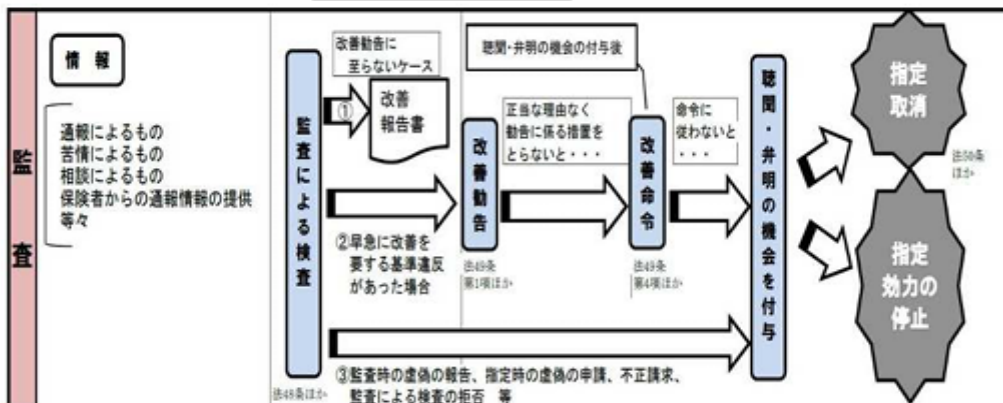 監査
情報
通報によるもの
苦情によるもの
相談によるもの
保険者からの通報情報の提供
等々
監査による検査
法48条ほか
改善勧告に
至らないケース
①
改善
報告書
②早急に改善を
要する基準違反
があった場合
改善勧告
法49条
第1項ほか
正当な理由なく
勧告に係る措置を
とらないと・・・
聴聞・弁明の機会の付与後
改善命令
法49条
第4項ほか
命令に
従わないと
・・・
③監査時の虚偽の報告、指定時の虚偽の申請、不正請求、
監査による検査の拒否 等
聴聞・弁明の機会を付与
指定
取消
法50条
ほか
指定
効力の
停止